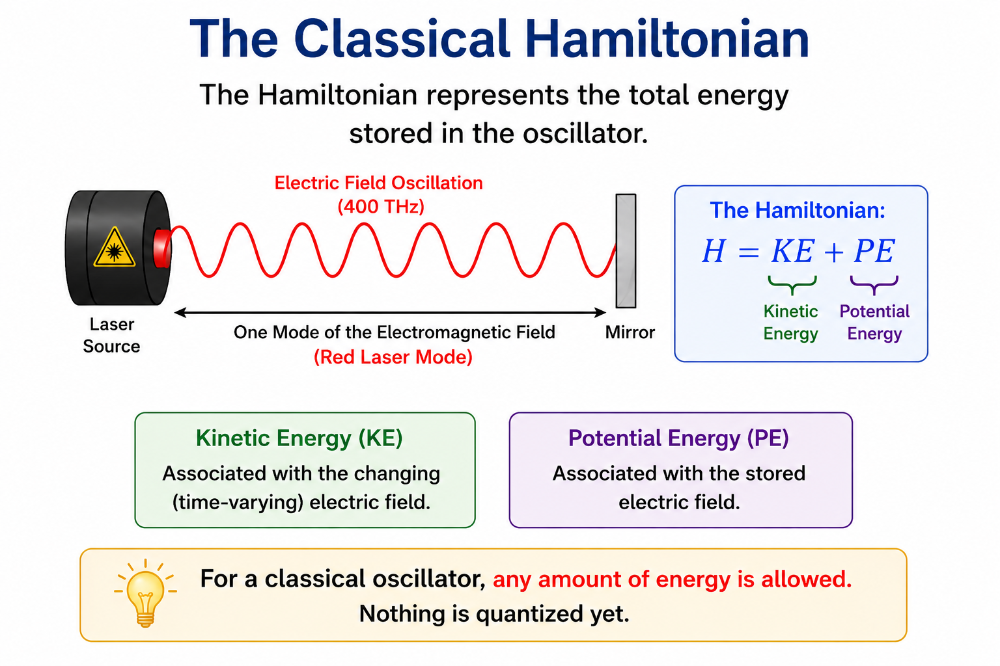 The Classical Hamiltonian
The Hamiltonian represents the total energy
stored in the oscillator.
Electric Field Oscillation
(400 THz)
Laser
Source
One Mode of the Electromagnetic Field
(Red Laser Mode)
Mirror
The Hamiltonian:
H = KE + PE
Kinetic
Energy
Potential
Energy
Kinetic Energy (KE)
Associated with the changing
(time-varying) electric field.
Potential Energy (PE)
Associated with the stored
electric field.
For a classical oscillator, any amount of energy is allowed.
Nothing is quantized yet.